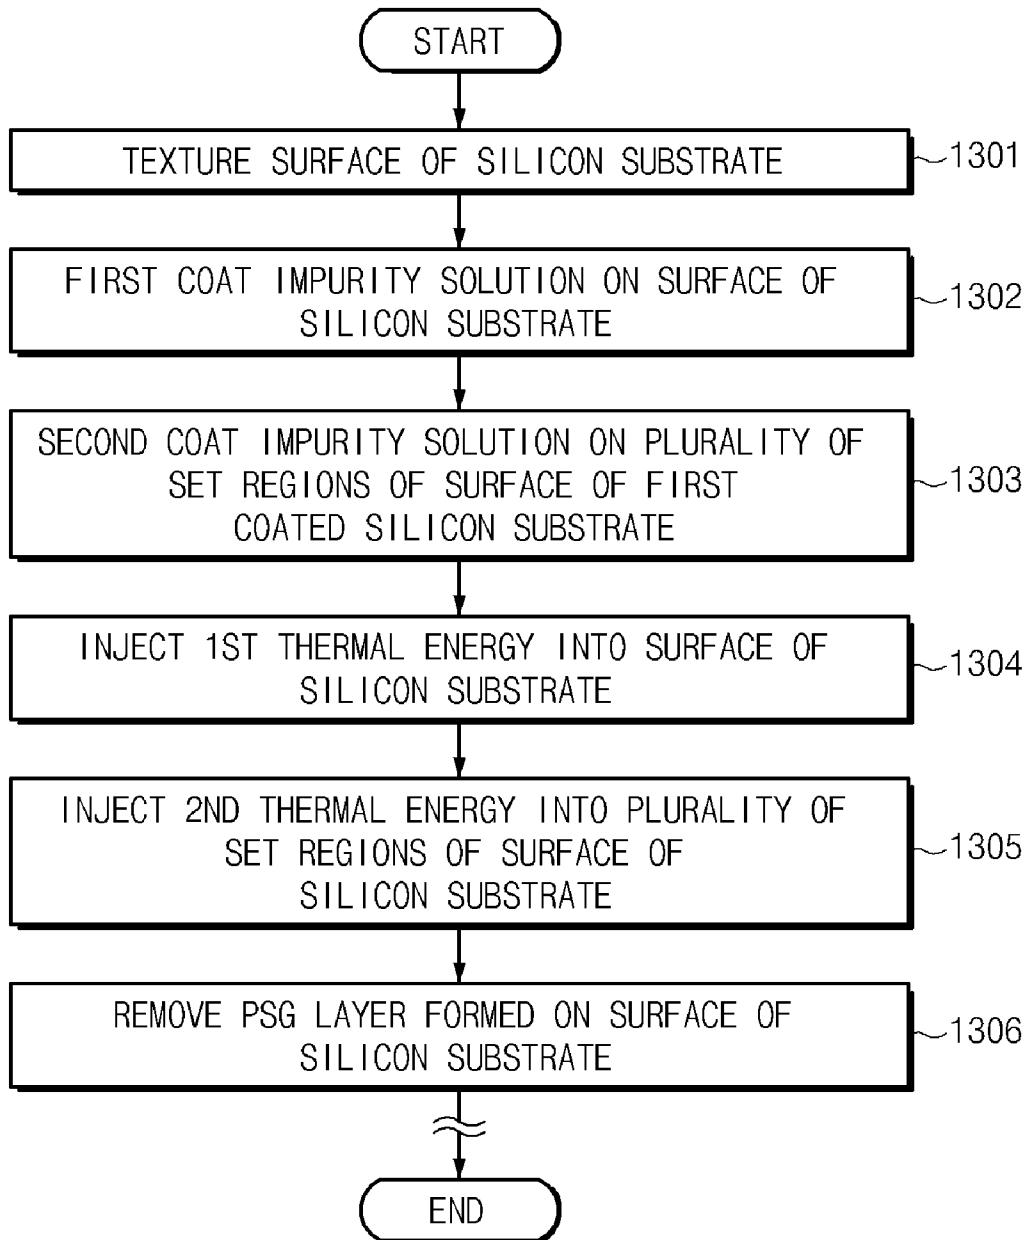 START
TEXTURE SURFACE OF SILICON SUBSTRATE
1301
FIRST COAT IMPURITY SOLUTION ON SURFACE OF
SILICON SUBSTRATE
1302
SECOND COAT IMPURITY SOLUTION ON PLURALITY OF
SET REGIONS OF SURFACE OF FIRST
COATED SILICON SUBSTRATE
1303
INJECT 1ST THERMAL ENERGY INTO SURFACE OF
SILICON SUBSTRATE
1304
INJECT 2ND THERMAL ENERGY INTO PLURALITY OF
SET REGIONS OF SURFACE OF
SILICON SUBSTRATE
1305
REMOVE PSG LAYER FORMED ON SURFACE OF
SILICON SUBSTRATE
1306
END